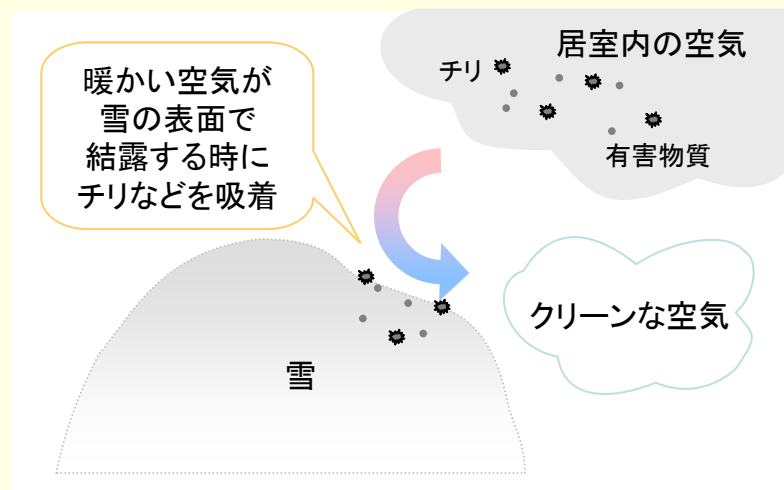 居室内の空気
チリ
有害物質
暖かい空気が
雪の表面で
結露する時に
チリなどを吸着
クリーンな空気
雪